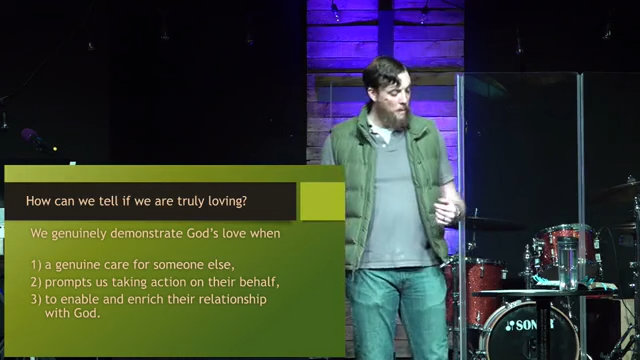 How can we tell if we are truly loving?
We genuinely demonstrate God's love when
1) a genuine care for someone else,
2) prompts us taking action on their behalf,
3) to enable and enrich their relationship
with God.
SONOR